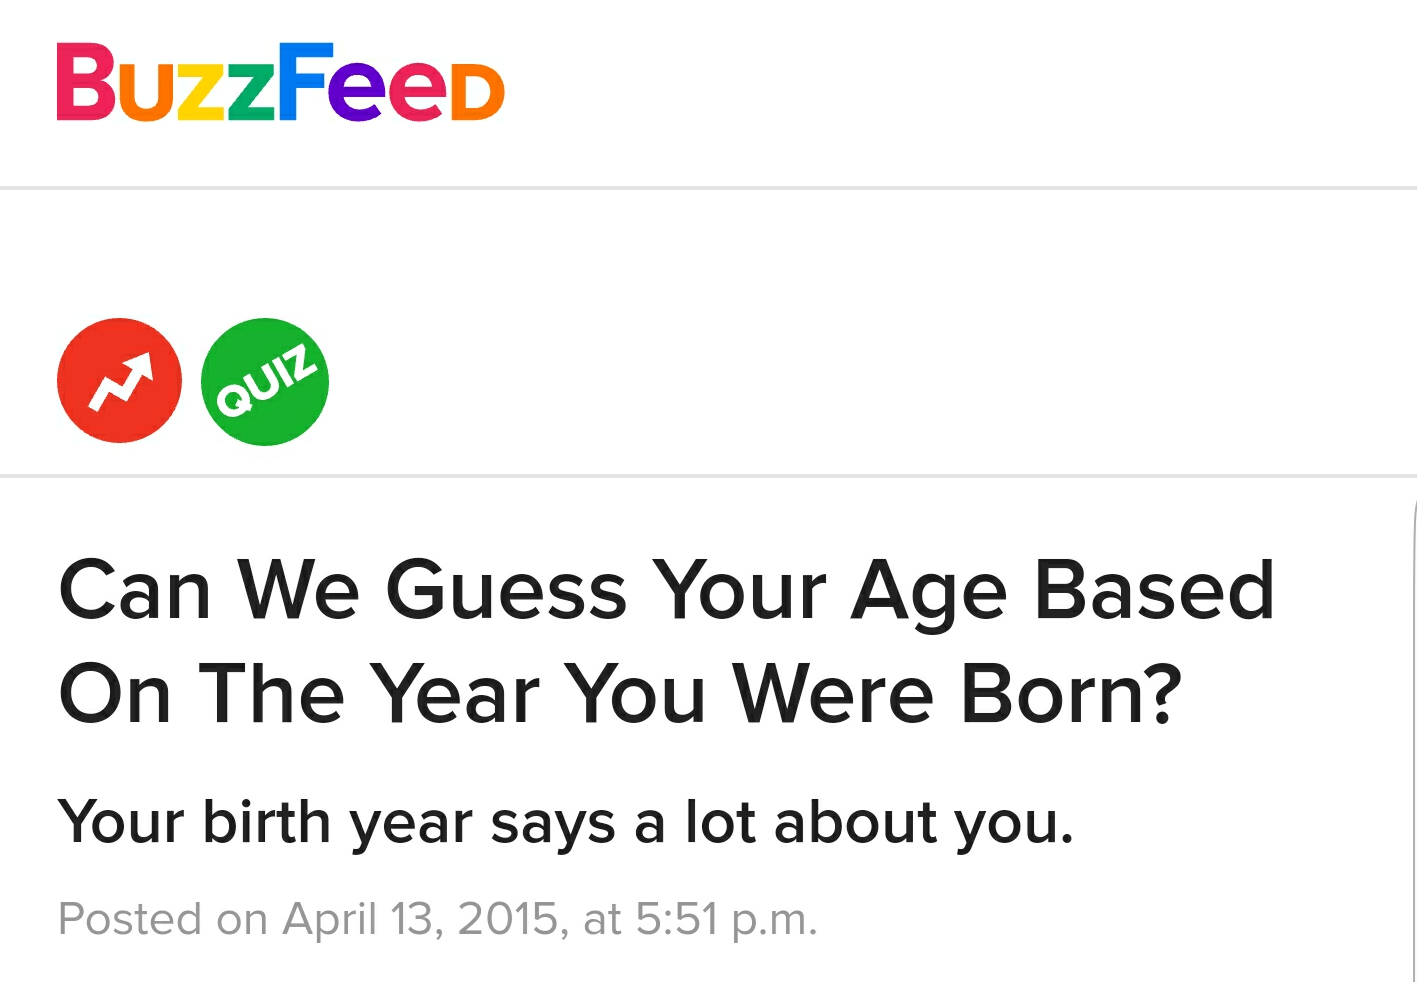 BuzzFeed
QUIZ
Can We Guess Your Age Based
On The Year You Were Born?
Your birth year says a lot about you.
Posted on April 13, 2015, at 5:51 p.m.